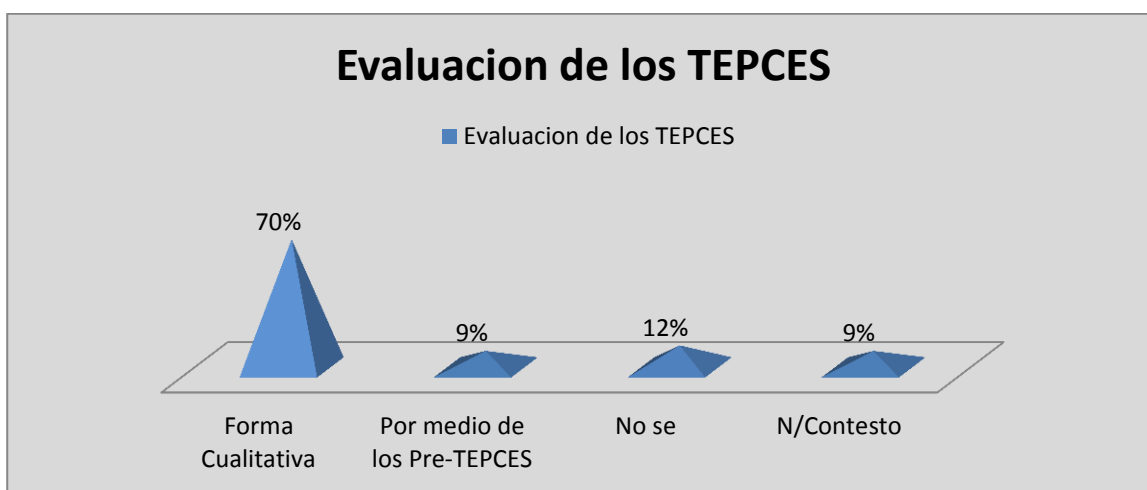 Evaluacion de los TEPCES
Evaluacion de los TEPCES
70%
9%
12%
9%
Forma
Cualitativa
Por medio de
los Pre-TEPCES
No se
N/Contesto